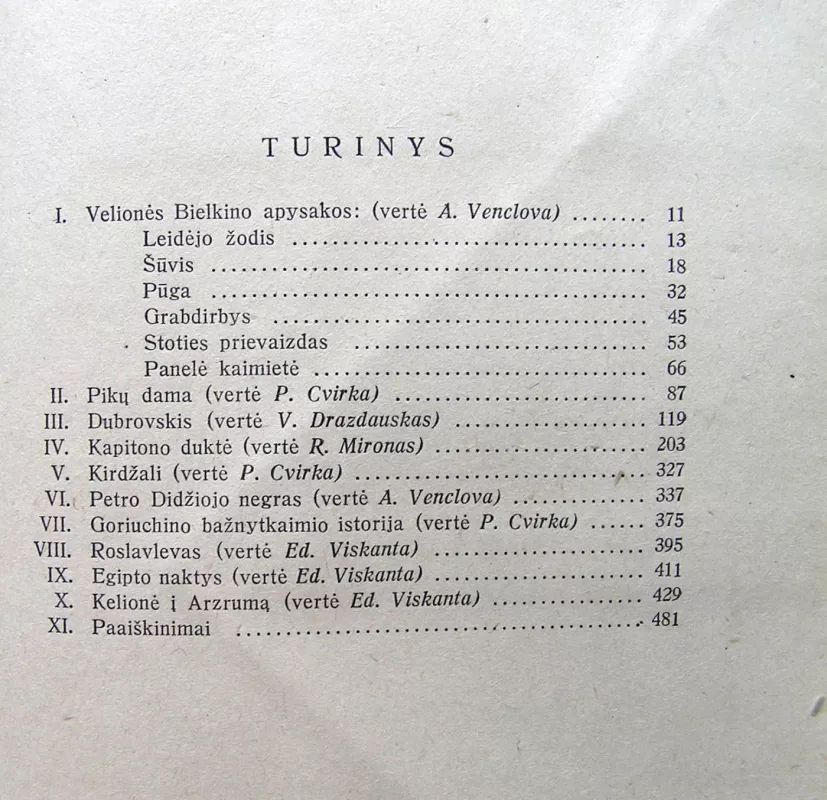 TURINYS
I. Velionės Bielkino apysakos: (vertė A. Venclova) ........ 11
Leidėjo žodis .................................... 13
Šūvis ............................................ 18
Pūga ............................................. 32
Grabdirbys ...................................... 45
Stoties prievaizdas .............................. 53
Panelė kaimietė .................................. 66
II. Pikų dama (vertė P. Cvirka) .......................... 87
III. Dubrovskis (vertė V. Drazdauskas) .................... 119
IV. Kapitono duktė (vertė R. Mironas) ...................... 203
V. Kirdžali (vertė P. Cvirka) .............................. 327
VI. Petro Didžiojo negras (vertė A. Venclova) .............. 337
VII. Goriuchino bažnytkaimio istorija (vertė P. Cvirka) ...... 375
VIII. Roslavlevas (vertė Ed. Viskanta) ...................... 395
IX. Egipto naktys (vertė Ed. Viskanta) ...................... 411
X. Kelionė į Arzrumą (vertė Ed. Viskanta) ................ 429
XI. Paaiškinimai .......................................... 481